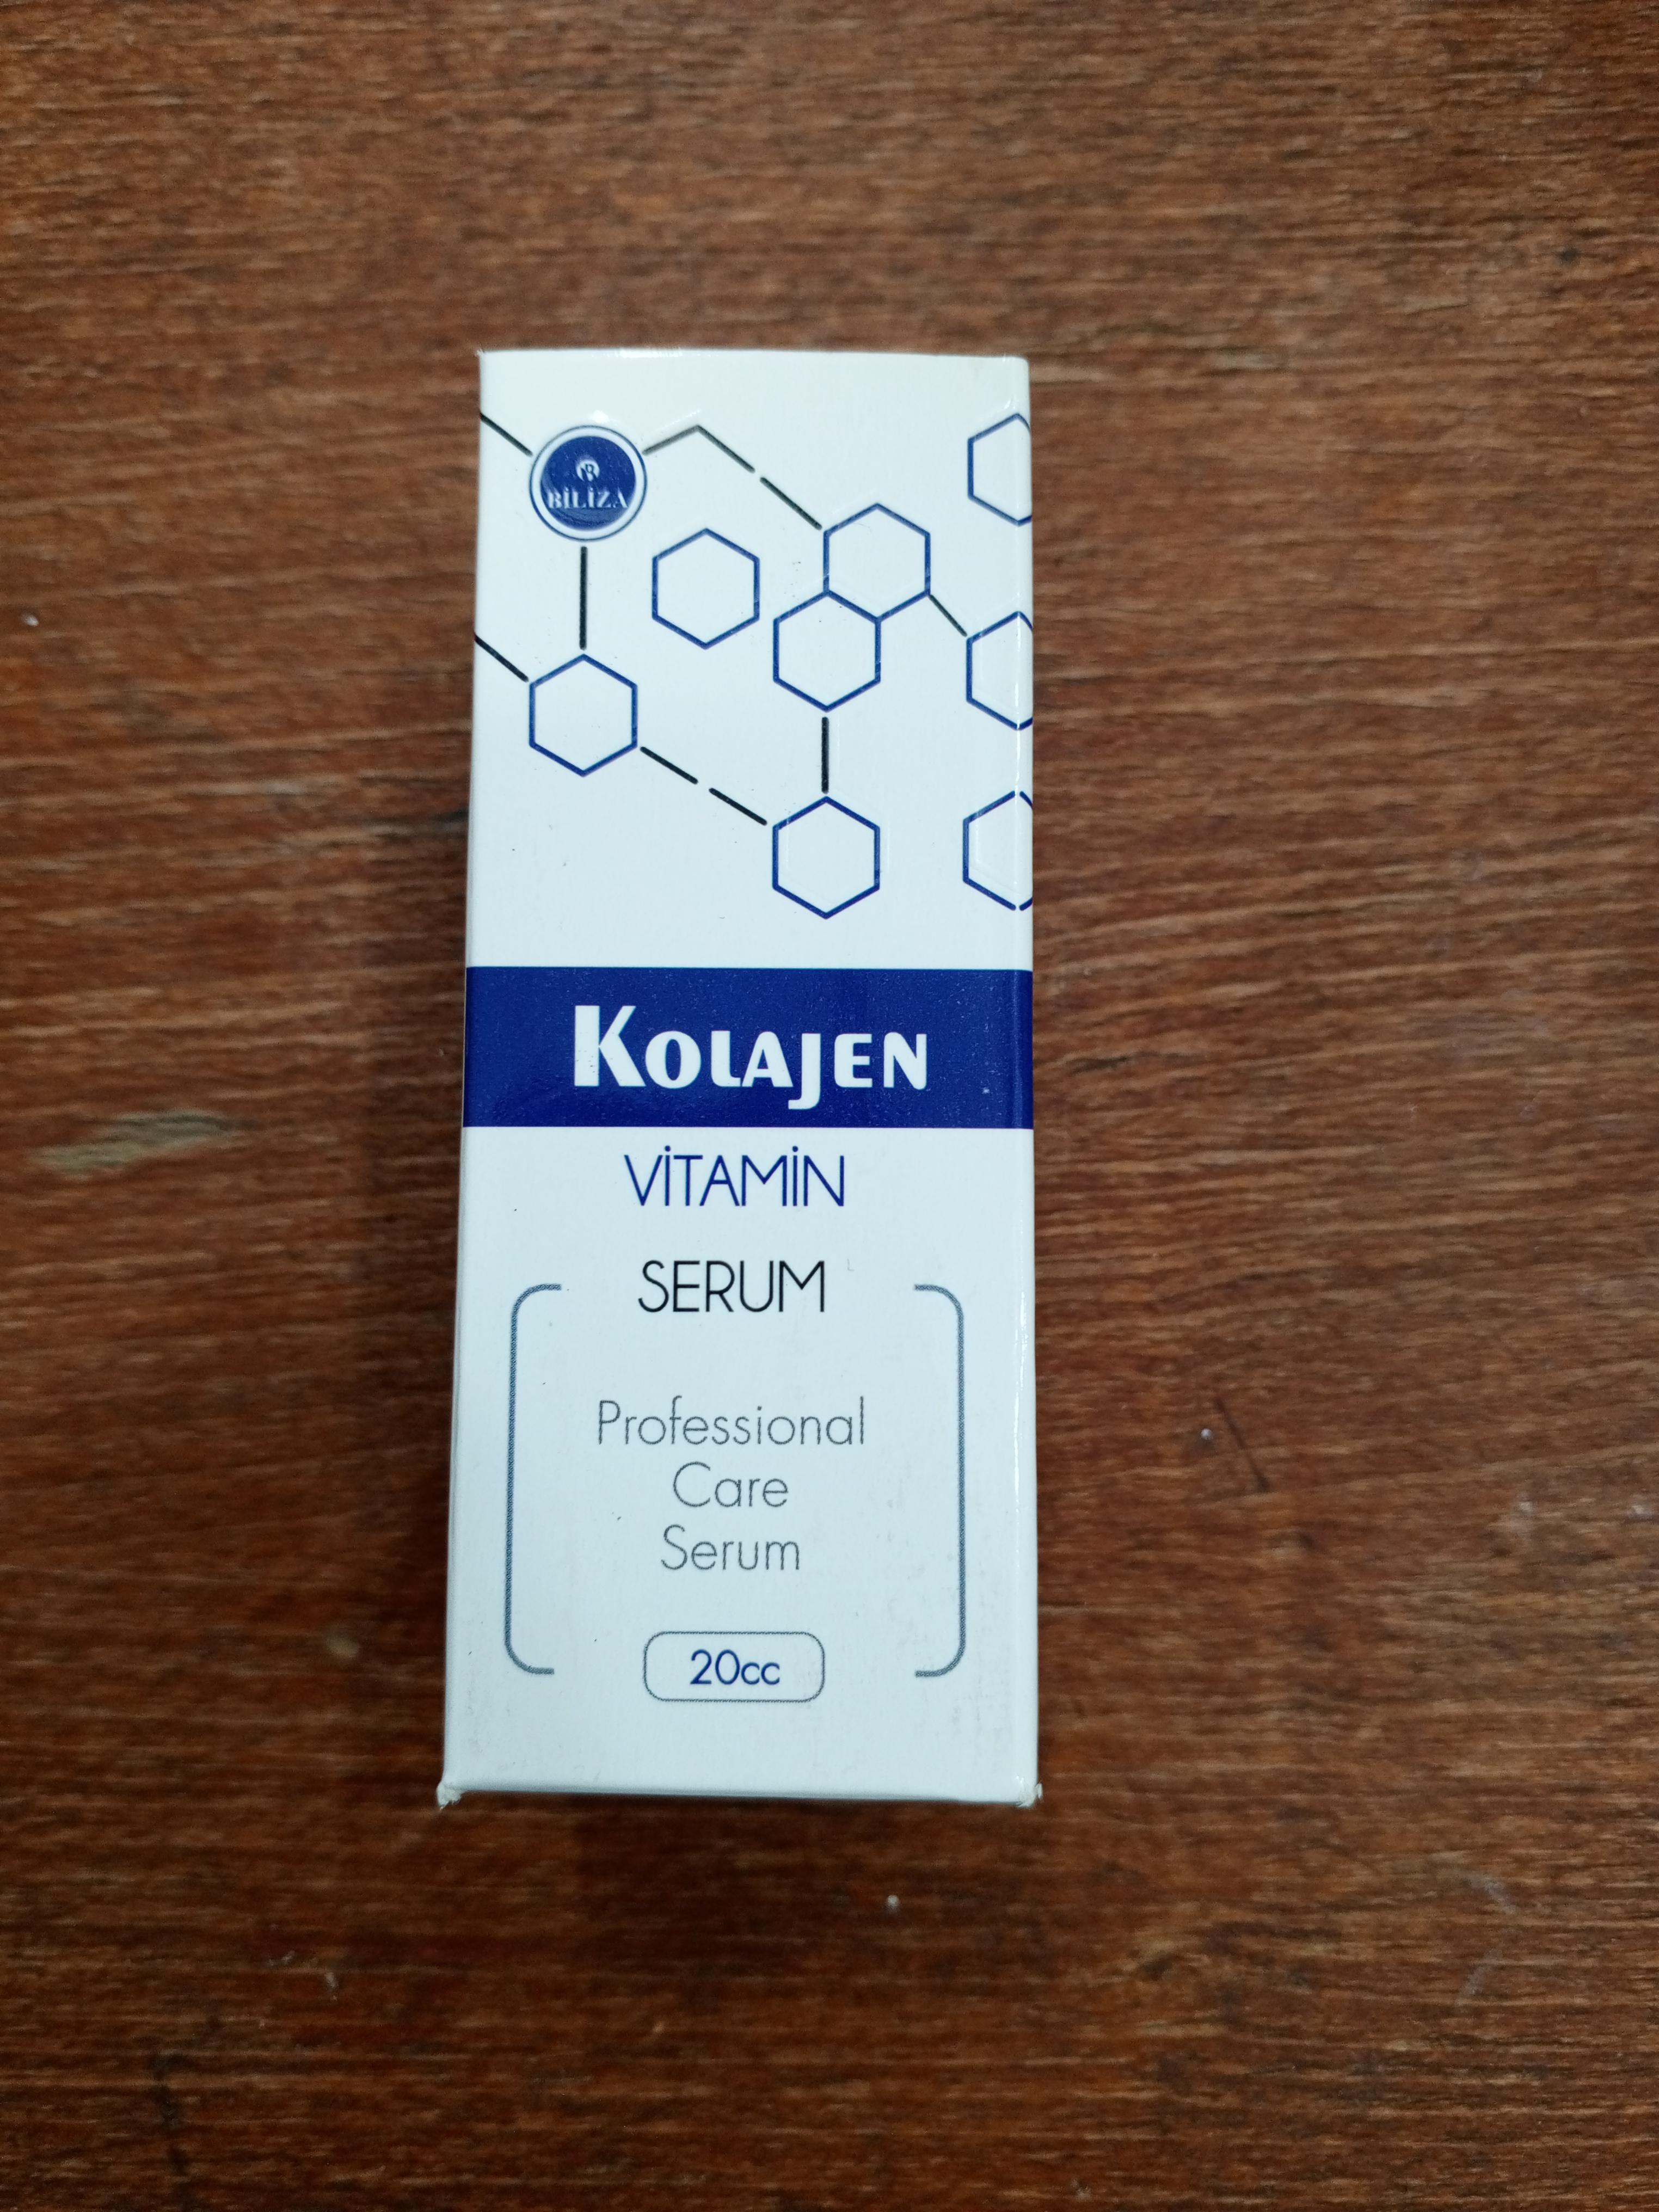 BİLİZA
KOLAJEN
VİTAMİN
SERUM
Professional
Care
Serum
20cc